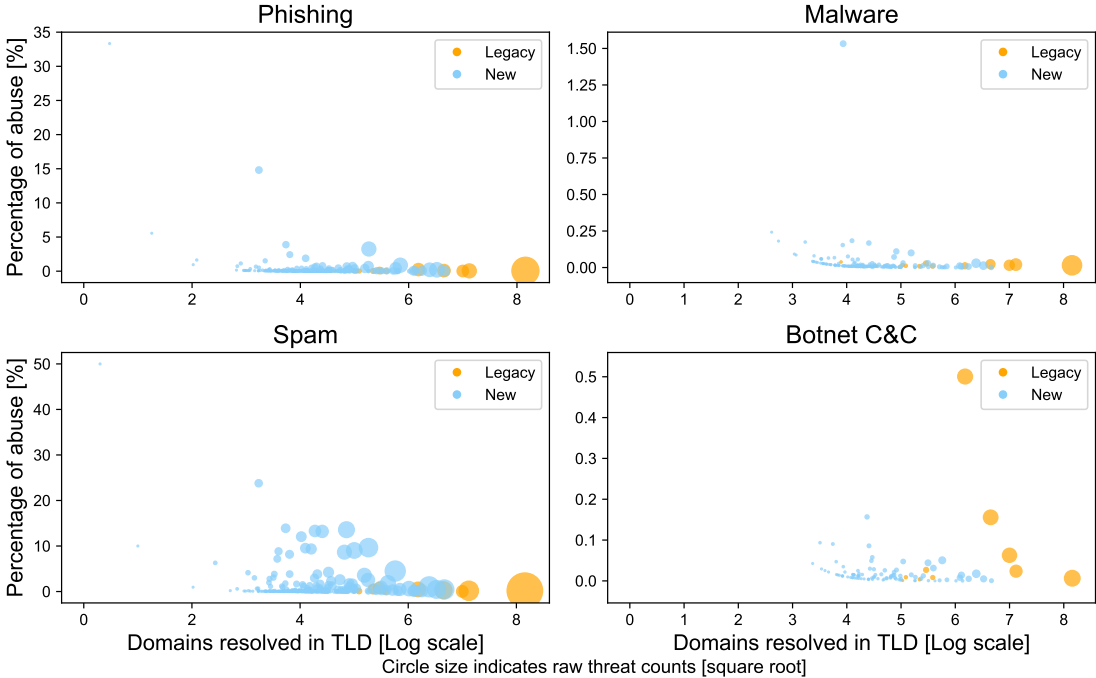 Phishing
Malware
Percentage of abuse [%]
35
30
25
20
15
10
5
0
0 2 4 6 8
Legacy
New
1.50
1.25
1.00
0.75
0.50
0.25
0.00
0 1 2 3 4 5 6 7 8
Legacy
New
Spam
Botnet C&C
Percentage of abuse [%]
50
40
30
20
10
0
0 2 4 6 8
Legacy
New
Domains resolved in TLD [Log scale]
0.5
0.4
0.3
0.2
0.1
0.0
0 1 2 3 4 5 6 7 8
Legacy
New
Domains resolved in TLD [Log scale]
Circle size indicates raw threat counts [square root]